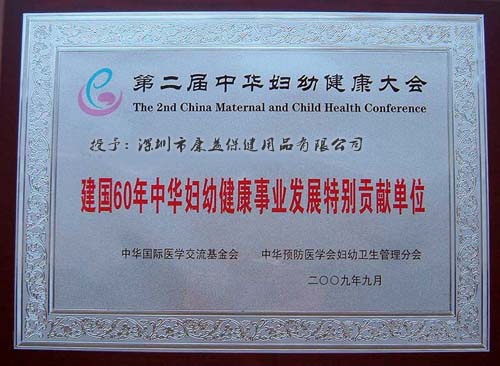 第二届中华妇幼健康大会
The 2nd China Maternal and Child Health Conference
授予：深圳市康益保健用品有限公司
建国60年中华妇幼健康事业发展特别贡献单位
中华国际医学交流基金会 中华预防医学会妇幼卫生管理分会
二〇〇九年九月